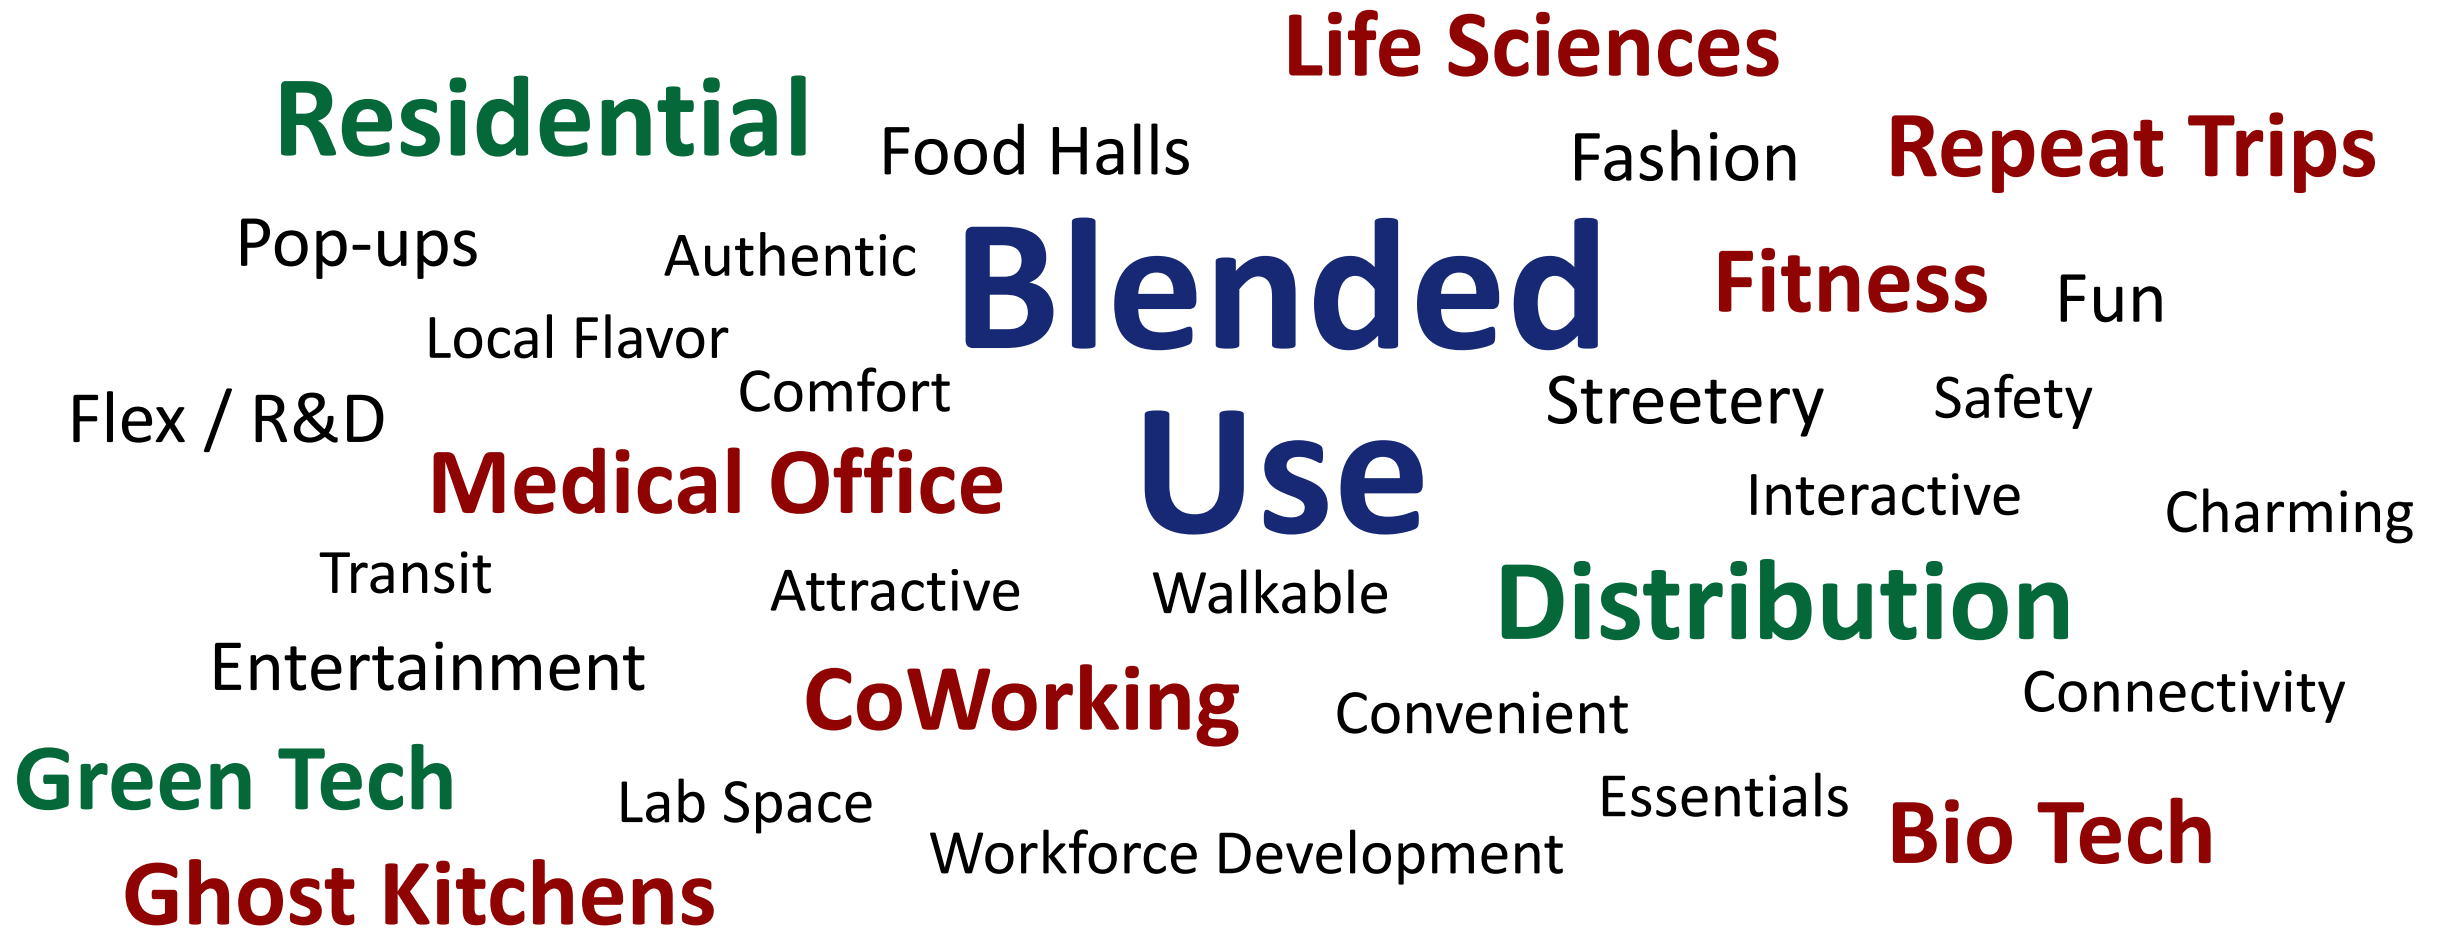 Life Sciences
Residential
Food Halls
Fashion
Repeat Trips
Pop-ups
Authentic
Blended
Fitness
Fun
Local Flavor
Comfort
Streetery
Safety
Flex / R&D
Medical Office
Use
Interactive
Charming
Transit
Attractive
Walkable
Distribution
Entertainment
CoWorking
Convenient
Connectivity
Green Tech
Lab Space
Essentials
Bio Tech
Workforce Development
Ghost Kitchens